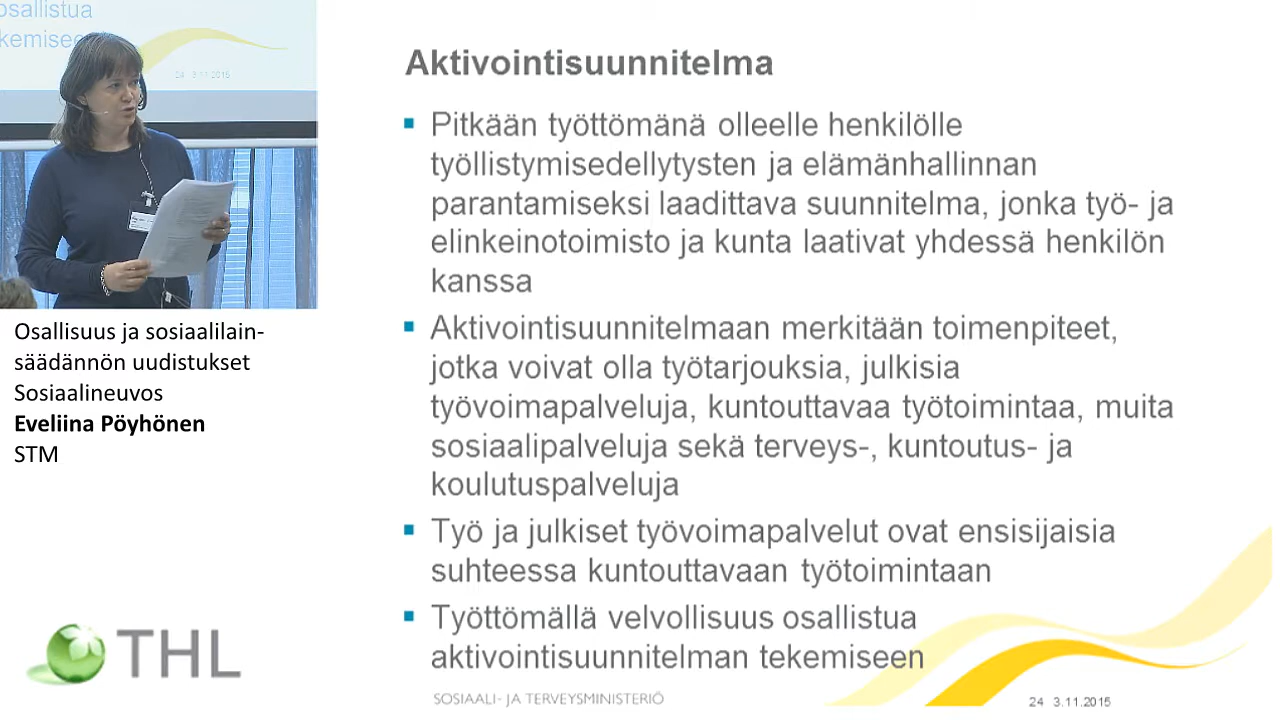 osallistua
kemisee
24 3.11.2015
Osallisuus ja sosiaalilain-
säädännön uudistukset
Sosiaalineuvos
Eveliina Pöyhönen
STM
THL
Aktivointisuunnitelma
Pitkään työttömänä olleelle henkilölle
työllistymisedellytysten ja elämänhallinnan
parantamiseksi laadittava suunnitelma, jonka työ- ja
elinkeinotoimisto ja kunta laativat yhdessä henkilön
kanssa
Aktivointisuunnitelmaan merkitään toimenpiteet,
jotka voivat olla työtarjouksia, julkisia
työvoimapalveluja, kuntouttavaa työtoimintaa, muita
sosiaalipalveluja sekä terveys-, kuntoutus- ja
koulutuspalveluja
Työ ja julkiset työvoimapalvelut ovat ensisijaisia
suhteessa kuntouttavaan työtoimintaan
Työttömällä velvollisuus osallistua
aktivointisuunnitelman tekemiseen
SOSIAALI- JA TERVEYSMINISTERIÖ
24 3.11.2015